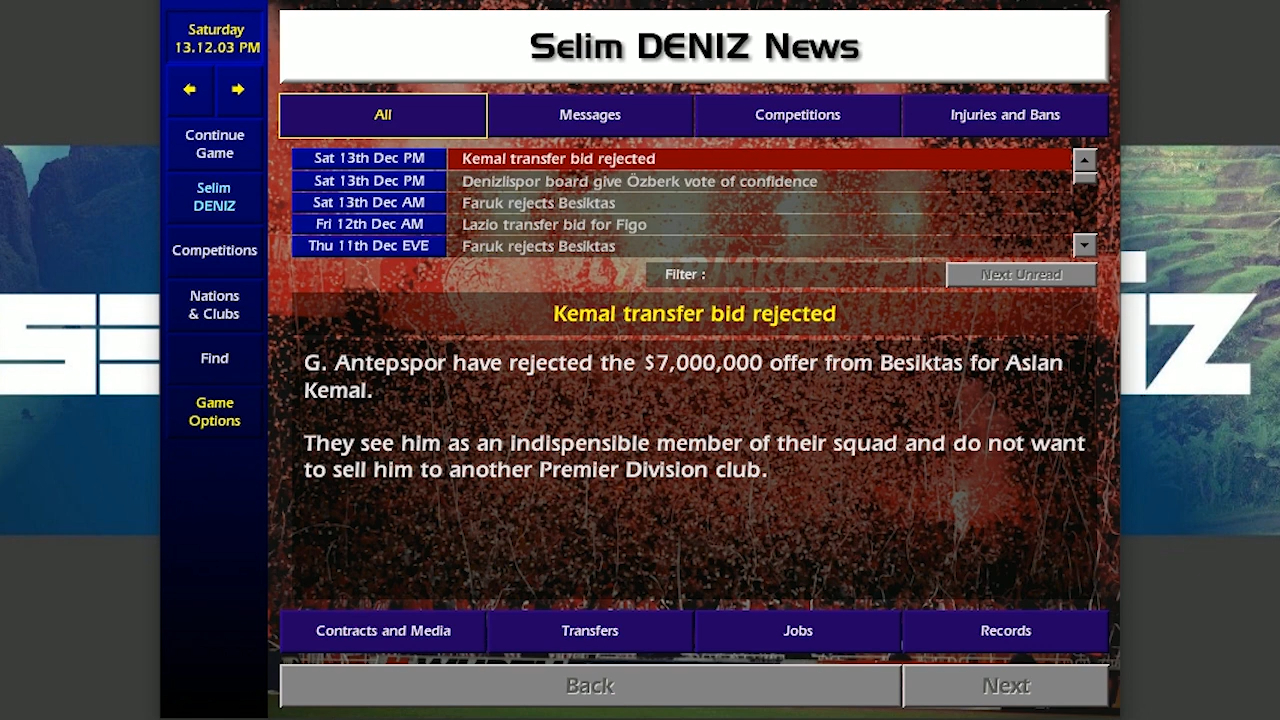 Saturday
13.12.03 PM
Continue
Game
Selim
DENIZ
Competitions
Nations
& Clubs
Find
Game
Options
Selim DENIZ News
All
Messages
Competitions
Injuries and Bans
Sat 13th Dec PM Kemal transfer bid rejected
Sat 13th Dec PM Denizlispor board give Özberk vote of confidence
Sat 13th Dec AM Faruk rejects Besiktas
Fri 12th Dec AM Lazio transfer bid for Figo
Thu 11th Dec EVE Faruk rejects Besiktas
Filter :
Next Unread
Kemal transfer bid rejected
G. Antepspor have rejected the $7,000,000 offer from Besiktas for Aslan
Kemal.
They see him as an indispensible member of their squad and do not want
to sell him to another Premier Division club.
Contracts and Media
Transfers
Jobs
Records
Back
Next